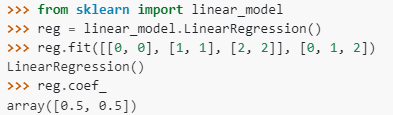 >>> from sklearn import linear_model
>>> reg = linear_model.LinearRegression()
>>> reg.fit([[0, 0], [1, 1], [2, 2]], [0, 1, 2])
LinearRegression()
>>> reg.coef_
array([0.5, 0.5])